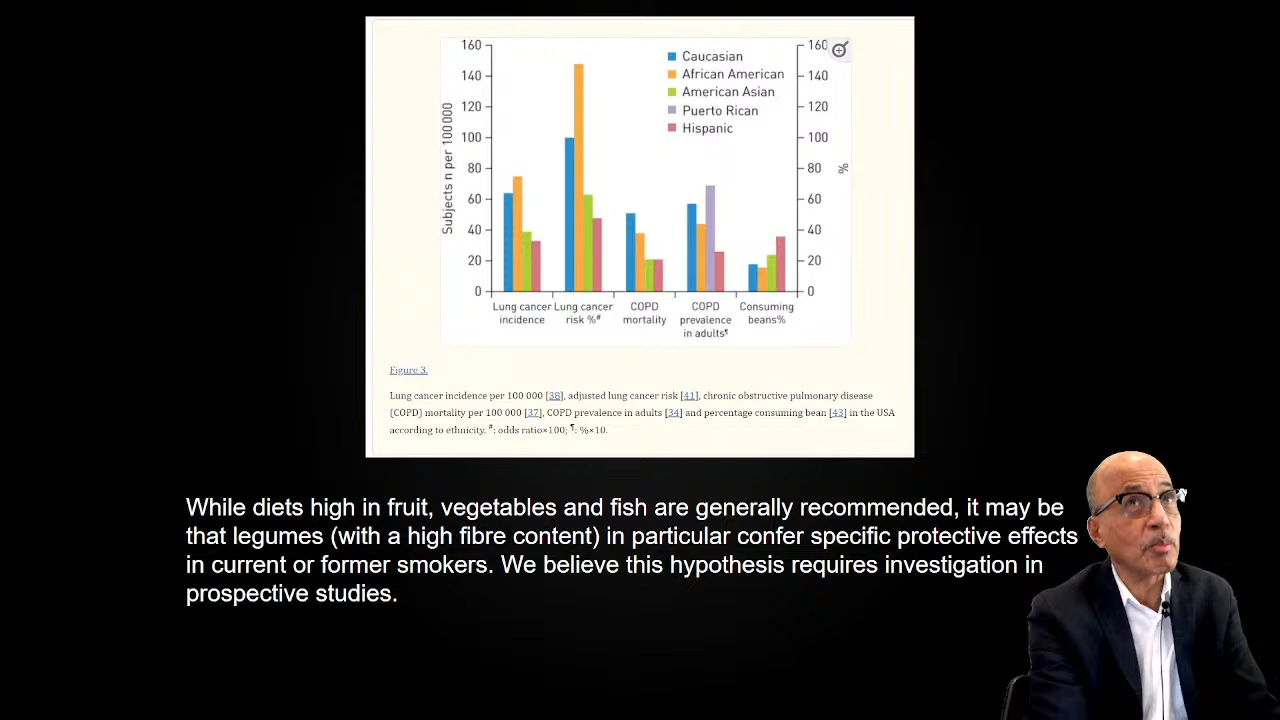 160
140
120
100
80
60
40
20
0
Subjects n per 100 000
Caucasian
African American
American Asian
Puerto Rican
Hispanic
160
140
120
100
80
60
40
20
0
%
Lung cancer incidence
Lung cancer risk %#
COPD mortality
COPD prevalence in adults¶
Consuming beans%
Figure 3.
Lung cancer incidence per 100 000 [38], adjusted lung cancer risk [41], chronic obstructive pulmonary disease
(COPD) mortality per 100 000 [37], COPD prevalence in adults [34] and percentage consuming bean [43] in the USA
according to ethnicity. #: odds ratio×100; ¶: %×10.
While diets high in fruit, vegetables and fish are generally recommended, it may be
that legumes (with a high fibre content) in particular confer specific protective effects
in current or former smokers. We believe this hypothesis requires investigation in
prospective studies.